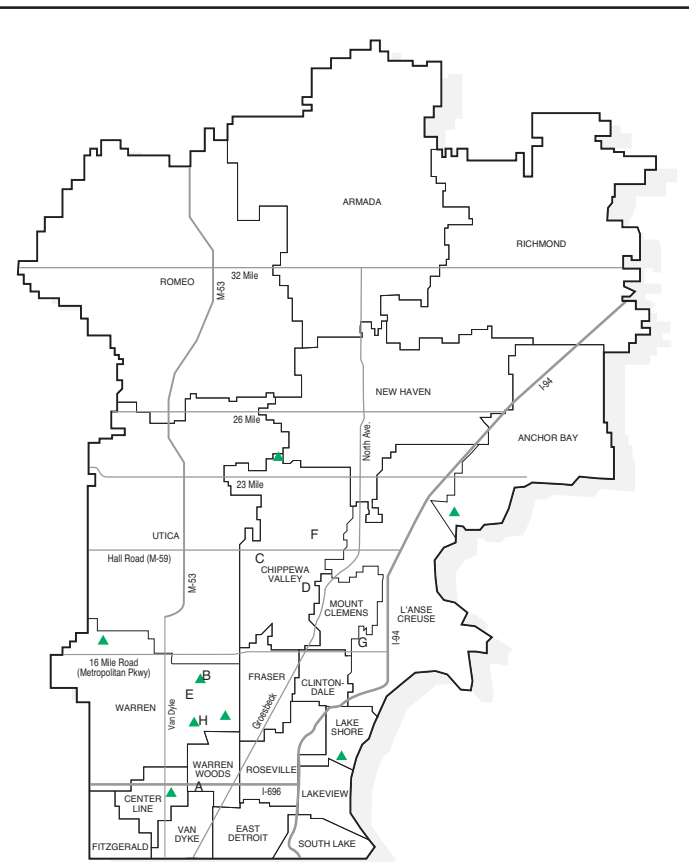 ARMADA
RICHMOND
ROMEO
32 Mile
M-53
I-94
NEW HAVEN
26 Mile
North Ave.
ANCHOR BAY
23 Mile
UTICA
F
Hall Road (M-59)
C
CHIPPEWA
VALLEY
D
M-53
MOUNT
CLEMENS
L'ANSE
CREUSE
G
I-94
16 Mile Road
(Metropolitan Pkwy)
B
FRASER
CLINTON-
DALE
E
WARREN
Van Dyke
H
Groesbeck
LAKE
SHORE
WARREN
WOODS
ROSEVILLE
A
I-696
LAKEVIEW
CENTER
LINE
VAN
DYKE
EAST
DETROIT
FITZGERALD
SOUTH LAKE